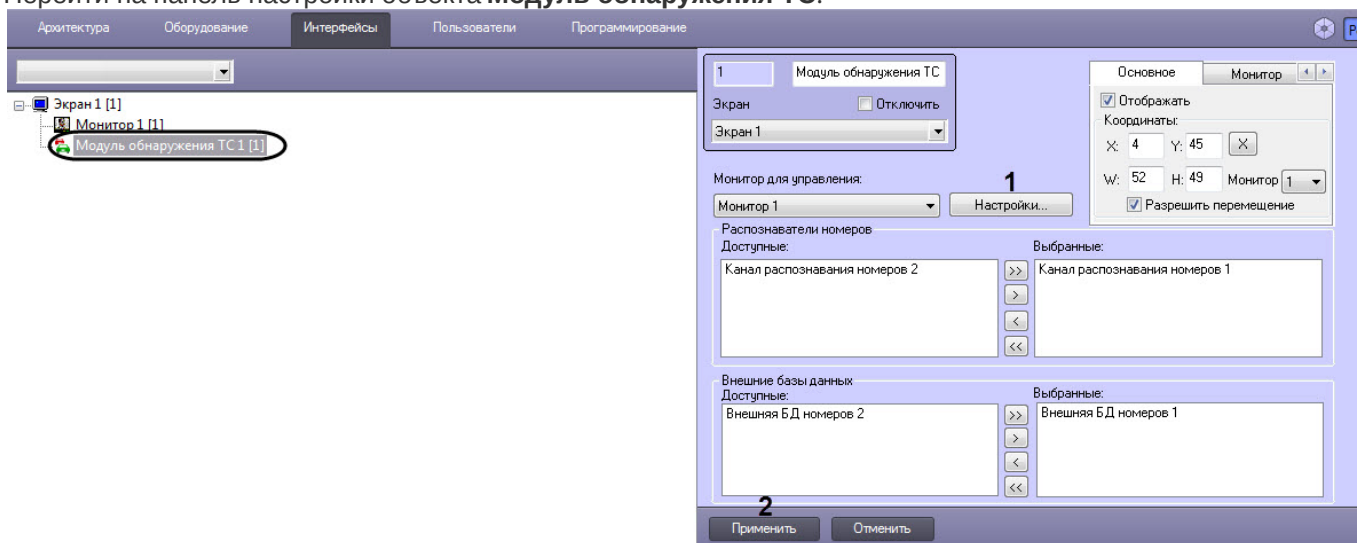 Перейти на панель настройки объекта Модуль обнаружения ТС.
Архитектура Оборудование Интерфейсы Пользователи Программирование
Экран 1 [1]
Монитор 1 [1]
Модуль обнаружения ТС 1 [1]
1 Модуль обнаружения ТС
Экран Отключить
Экран 1
Основное Монитор
Отображать
Координаты:
X: 4 Y: 45 X
W: 52 H: 49 Монитор 1
Разрешить перемещение
Монитор для управления:
1
Монитор 1 Настройки...
Распознаватели номеров
Доступные: Выбранные:
Канал распознавания номеров 2 >> Канал распознавания номеров 1
>
<
<<
Внешние базы данных
Доступные: Выбранные:
Внешняя БД номеров 2 >> Внешняя БД номеров 1
>
<
<<
2
Применить Отменить